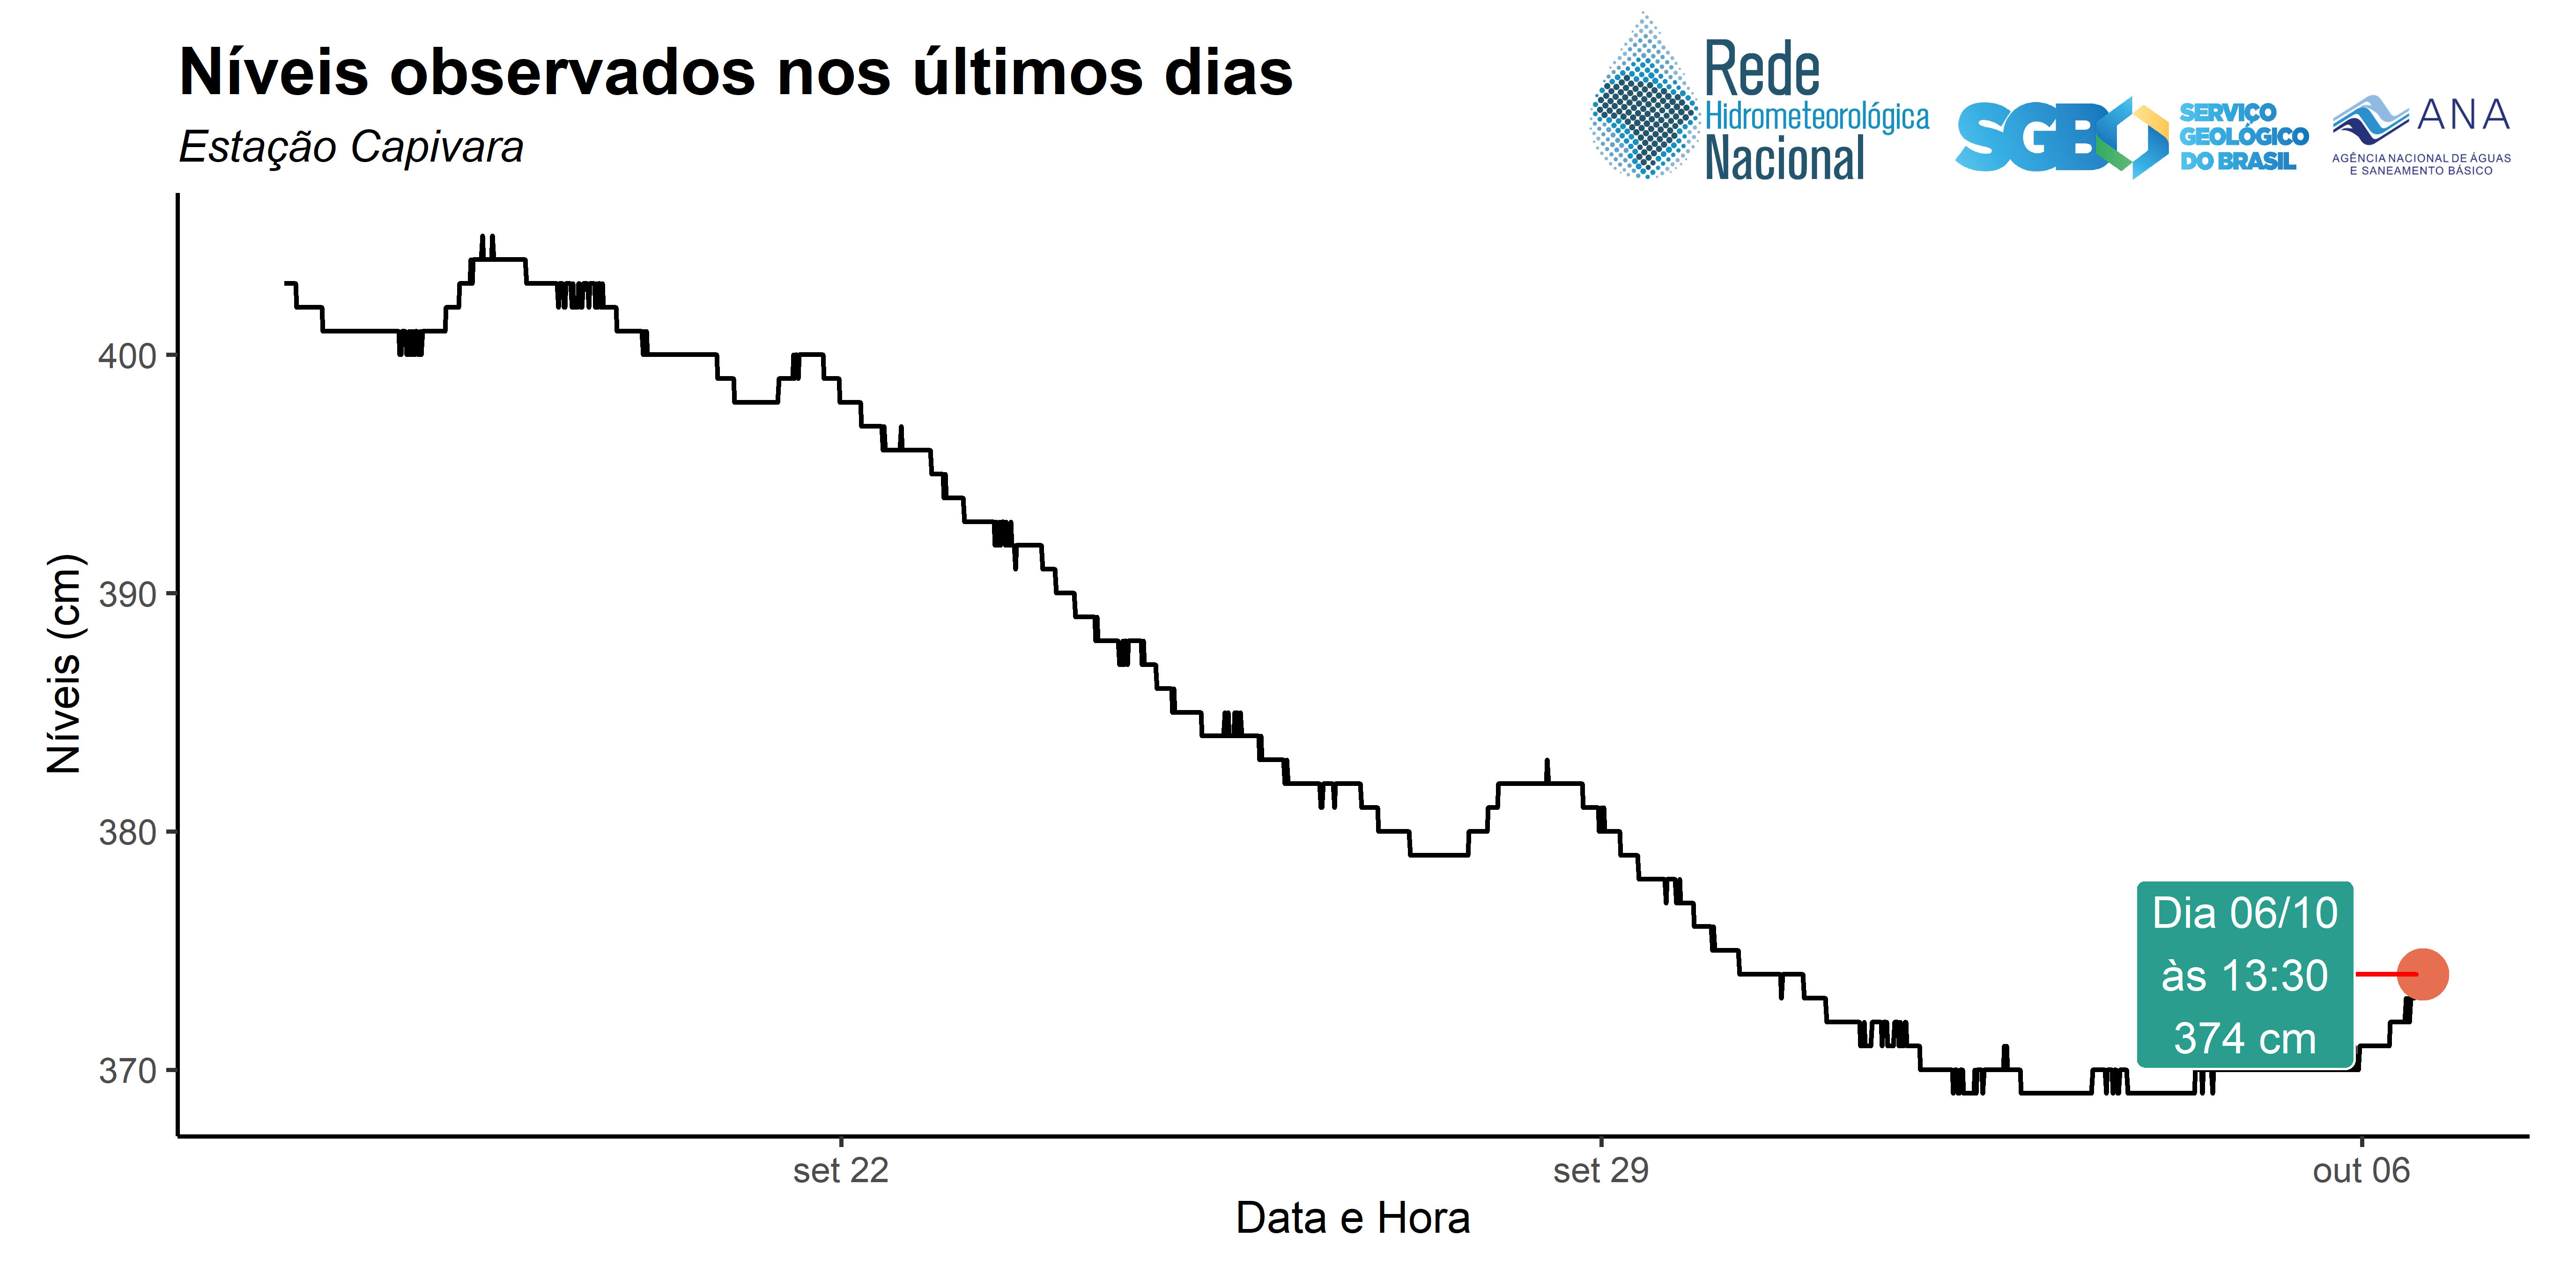 Níveis observados nos últimos dias
Estação Capivara
Rede
Hidrometeorológica
Nacional
SGB
SERVIÇO
GEOLÓGICO
DO BRASIL
ANA
AGÊNCIA NACIONAL DE ÁGUAS
E SANEAMENTO BÁSICO
Níveis (cm)
400
390
380
370
Dia 06/10
às 13:30
374 cm
set 22
set 29
out 06
Data e Hora